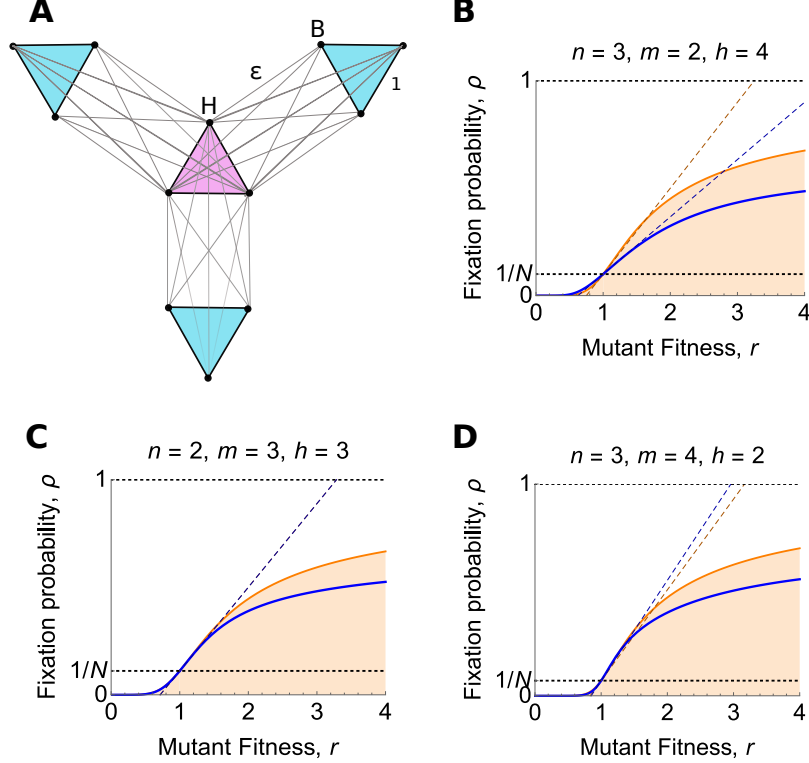 A
B
ε
1
H
B
n = 3, m = 2, h = 4
Fixation probability, ρ
1
1/N
0
0 1 2 3 4
Mutant Fitness, r
C
n = 2, m = 3, h = 3
Fixation probability, ρ
1
1/N
0
0 1 2 3 4
Mutant Fitness, r
D
n = 3, m = 4, h = 2
Fixation probability, ρ
1
1/N
0
0 1 2 3 4
Mutant Fitness, r